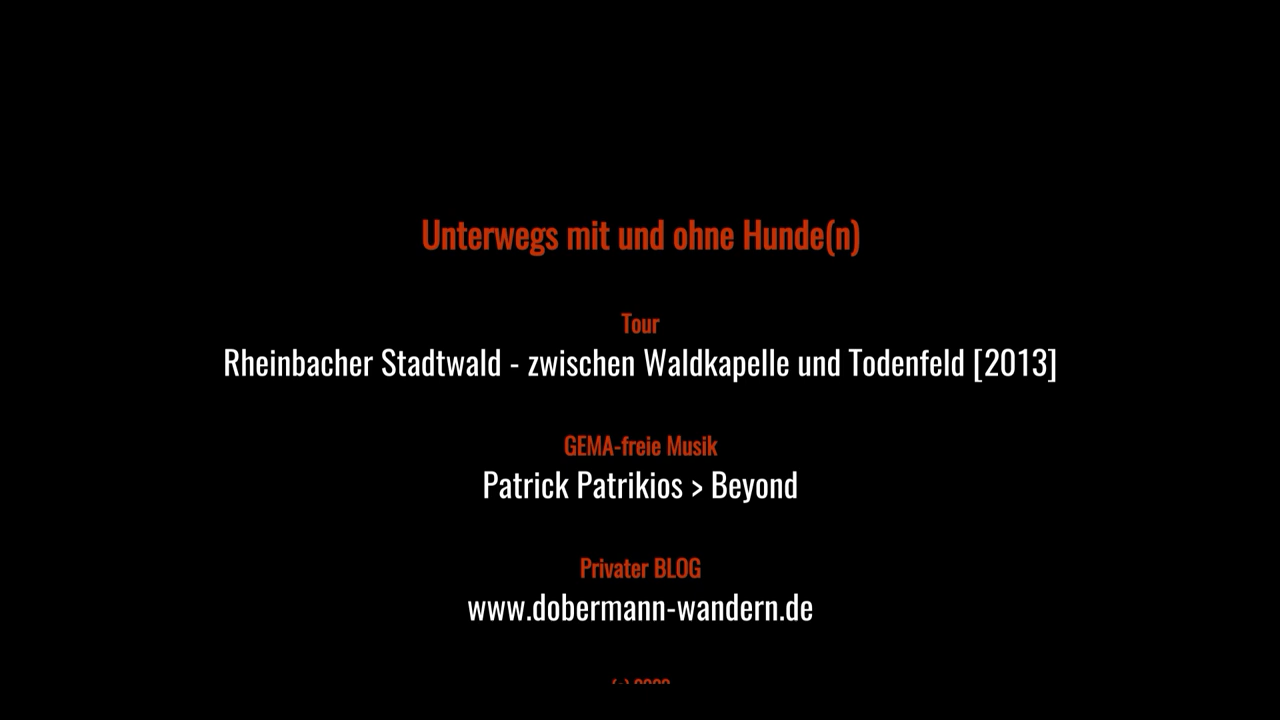 Unterwegs mit und ohne Hunde(n)
Tour
Rheinbacher Stadtwald - zwischen Waldkapelle und Todenfeld [2013]
GEMA-freie Musik
Patrick Patrikios > Beyond
Privater BLOG
www.dobermann-wandern.de